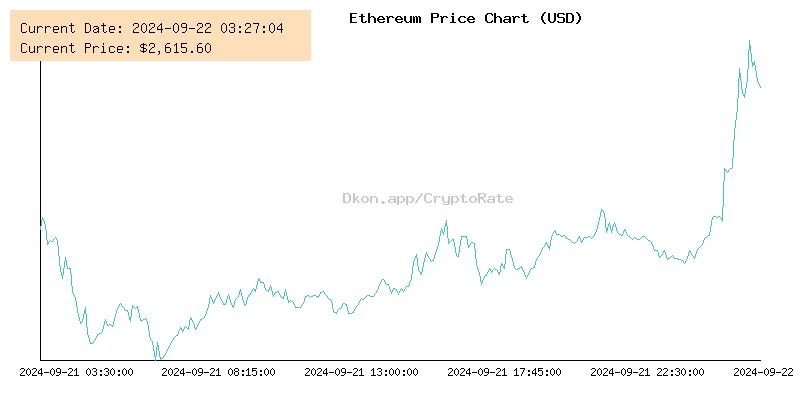 Ethereum Price Chart (USD)
Current Date: 2024-09-22 03:27:04
Current Price: $2,615.60
Dkon.app/CryptoRate
2024-09-21 03:30:00
2024-09-21 08:15:00
2024-09-21 13:00:00
2024-09-21 17:45:00
2024-09-21 22:30:00
2024-09-22